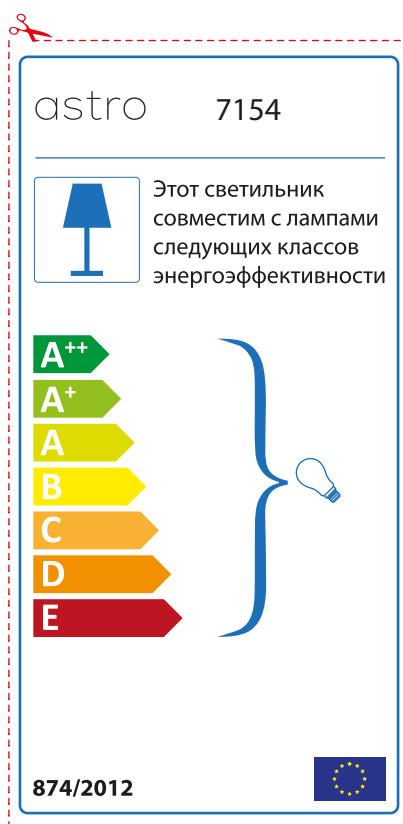 astro 7154
Этот светильник
совместим с лампами
следующих классов
энергоэффективности
A++
A+
A
B
C
D
E
874/2012